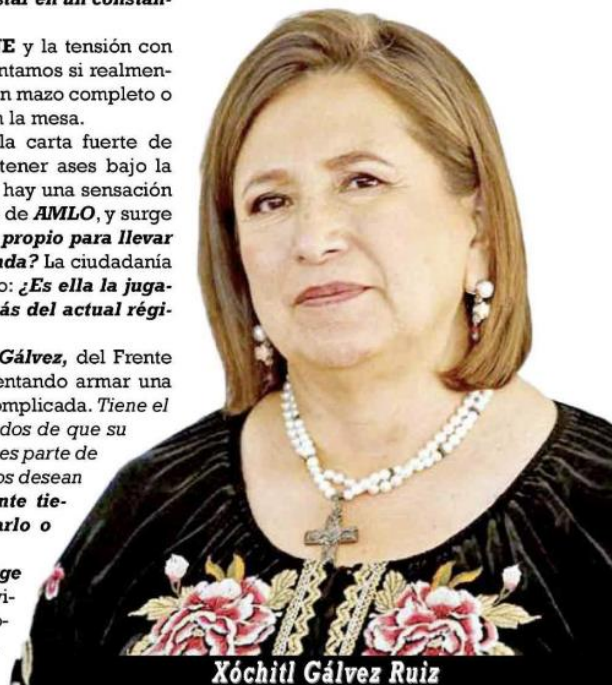 star en un constan-
NE y la tensión con
ntamos si realmen-
n mazo completo o
n la mesa.
la carta fuerte de
tener ases bajo la
hay una sensación
de AMLO, y surge
propio para llevar
nda? La ciudadanía
o: ¿Es ella la juga-
ás del actual régi-
Gálvez, del Frente
entando armar una
omplicada. Tiene el
dos de que su
es parte de
os desean
nte tie-
arlo o
ge
vi-
o-
Xóchitl Gálvez Ruiz